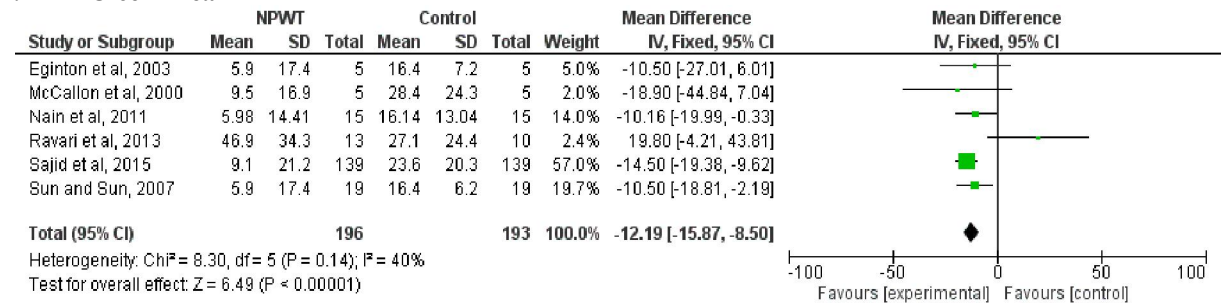 NPWT Control Mean Difference Mean Difference
Study or Subgroup Mean SD Total Mean SD Total Weight IV, Fixed, 95% CI IV, Fixed, 95% CI
Eginton et al, 2003 5.9 17.4 5 16.4 7.2 5 5.0% -10.50 [-27.01, 6.01]
McCallon et al, 2000 9.5 16.9 5 28.4 24.3 5 2.0% -18.90 [-44.84, 7.04]
Nain et al, 2011 5.98 14.41 15 16.14 13.04 15 14.0% -10.16 [-19.99, -0.33]
Ravari et al, 2013 46.9 34.3 13 27.1 24.4 10 2.4% 19.80 [-4.21, 43.81]
Sajid et al, 2015 9.1 21.2 139 23.6 20.3 139 57.0% -14.50 [-19.38, -9.62]
Sun and Sun, 2007 5.9 17.4 19 16.4 6.2 19 19.7% -10.50 [-18.81, -2.19]
Total (95% CI) 196 193 100.0% -12.19 [-15.87, -8.50]
Heterogeneity: Chi² = 8.30, df = 5 (P = 0.14); I² = 40%
Test for overall effect: Z = 6.49 (P < 0.00001)
-100 -50 0 50 100
Favours [experimental] Favours [control]